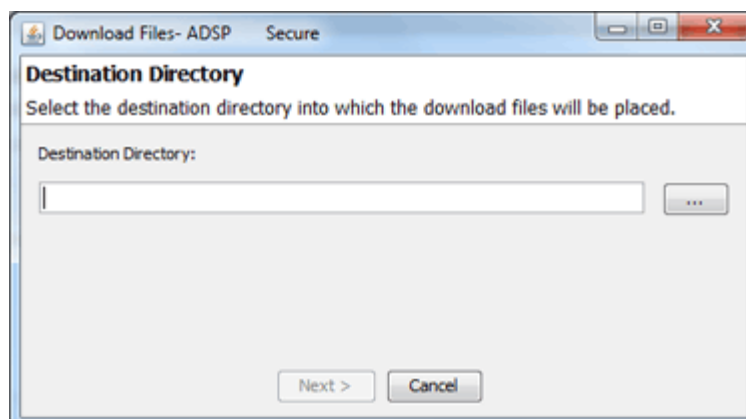 Download Files- ADSP Secure
Destination Directory
Select the destination directory into which the download files will be placed.
Destination Directory:
...
Next > Cancel